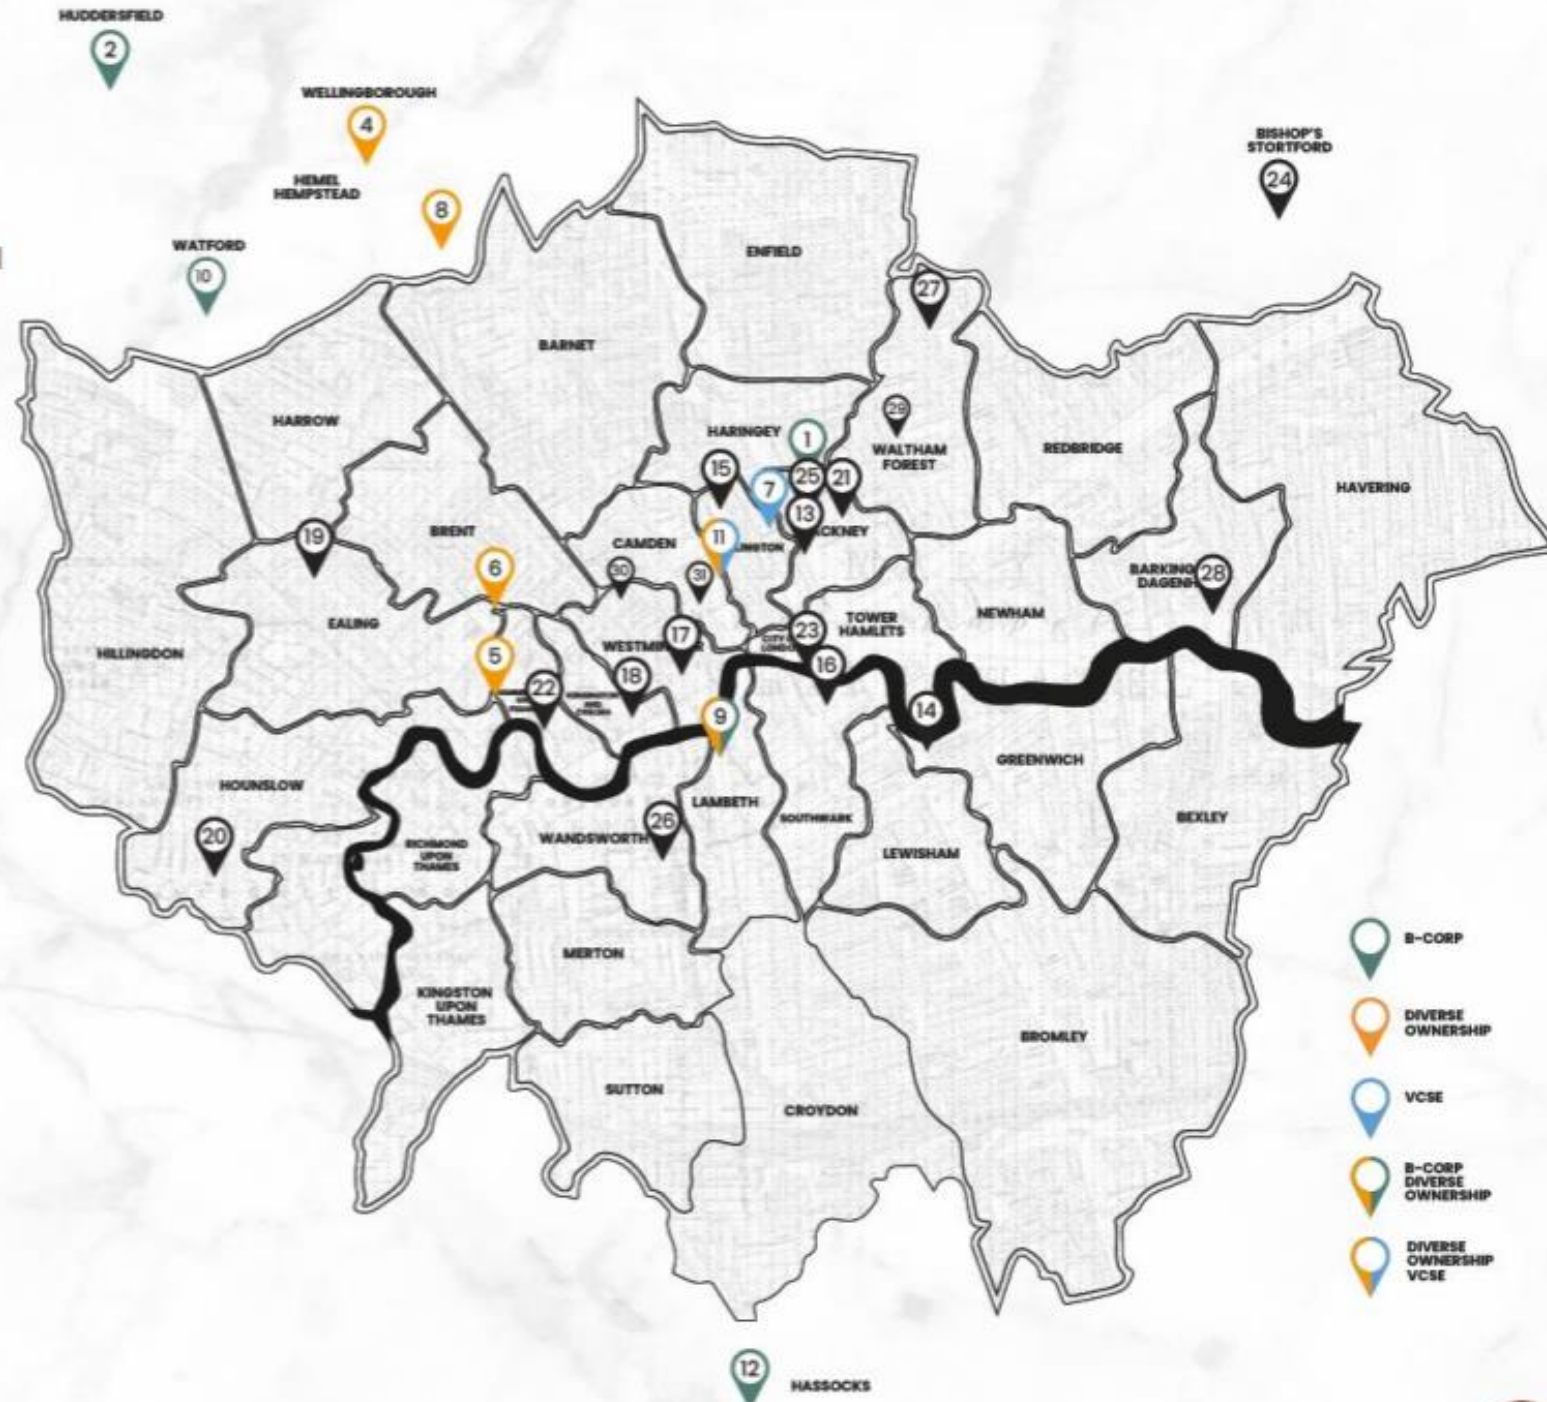 HUDDERSFIELD
2
WELLINGBOROUGH
4
HEMEL
HEMPSTEAD
8
WATFORD
10
BISHOP'S
STORTFORD
24
ENFIELD
27
BARNET
HARROW
HARINGEY
1
29
WALTHAM
FOREST
REDBRIDGE
HAVERING
15
7
25
21
13
ACKNEY
19
BRENT
CAMDEN
11
INGTON
6
30
31
BARKING
DAGENH
28
EALING
NEWHAM
TOWER
HAMLETS
HILLINGDON
WESTMIN
17
CITY
LONDON
23
16
5
22
18
14
9
GREENWICH
HOUNSLOW
20
RICHMOND
UPON
THAMES
WANDSWORTH
26
LAMBETH
SOUTHWARK
LEWISHAM
BEXLEY
MERTON
KINGSTON
UPON
THAMES
BROMLEY
SUTTON
CROYDON
12
HASSOCKS
B-CORP
DIVERSE
OWNERSHIP
VCSE
B-CORP
DIVERSE
OWNERSHIP
DIVERSE
OWNERSHIP
VCSE